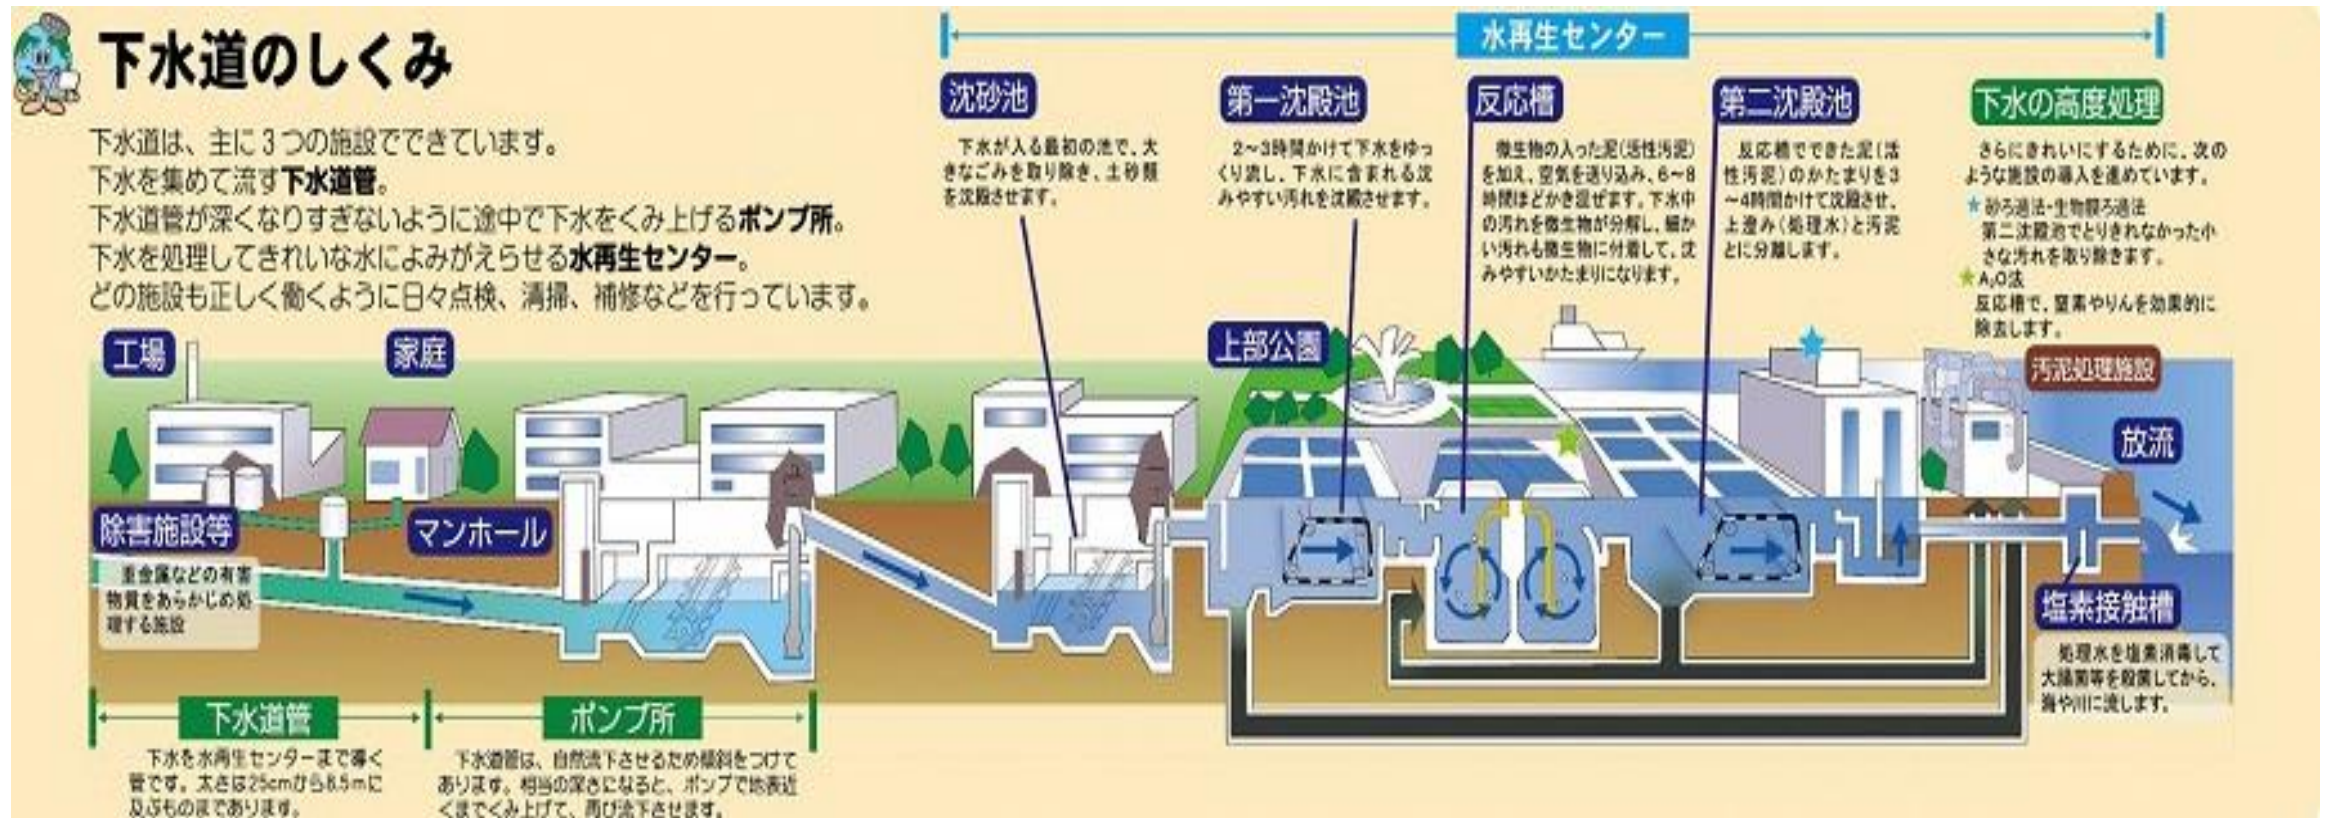 下水道のしくみ
下水道は、主に3つの施設でできています。
下水を集めて流す下水道管。
下水道管が深くなりすぎないように途中で下水をくみ上げるポンプ所。
下水を処理してきれいな水によみがえらせる水再生センター。
どの施設も正しく働くように日々点検、清掃、補修などを行っています。
水再生センター
沈砂池
下水が入る最初の池で、大
きなごみを取り除き、土砂類
を沈殿させます。
第一沈殿池
2〜3時間かけて下水をゆっ
くり流し、下水に含まれる沈
みやすい汚れを沈殿させます。
反応槽
微生物の入った泥(活性汚泥)
を加え、空気を送り込み、6〜8
時間ほどかき混ぜます。下水中
の汚れを微生物が分解し、細か
い汚れも微生物に付着して、沈
みやすいかたまりになります。
第二沈殿池
反応槽でできた泥(活
性汚泥)のかたまりを3
〜4時間かけて沈殿させ、
上澄み(処理水)と汚泥
とに分離します。
下水の高度処理
さらにきれいにするために、次の
ような施設の導入を進めています。
★砂ろ過法・生物膜ろ過法
第二沈殿池でとりきれなかった小
さな汚れを取り除きます。
★A₂O法
反応槽で、窒素やりんを効果的に
除去します。
工場
家庭
上部公園
汚泥処理施設
放流
除害施設等
重金属などの有害
物質をあらかじめ処
理する施設
マンホール
塩素接触槽
処理水を塩素消毒して
大腸菌等を殺菌してから、
海や川に流します。
下水道管
下水を水再生センターまで導く
管です。太さは25cmから8.5mに
及ぶものまであります。
ポンプ所
下水道管は、自然流下させるため傾斜をつけて
あります。相当の深さになると、ポンプで地表近
くまでくみ上げて、再び流下させます。